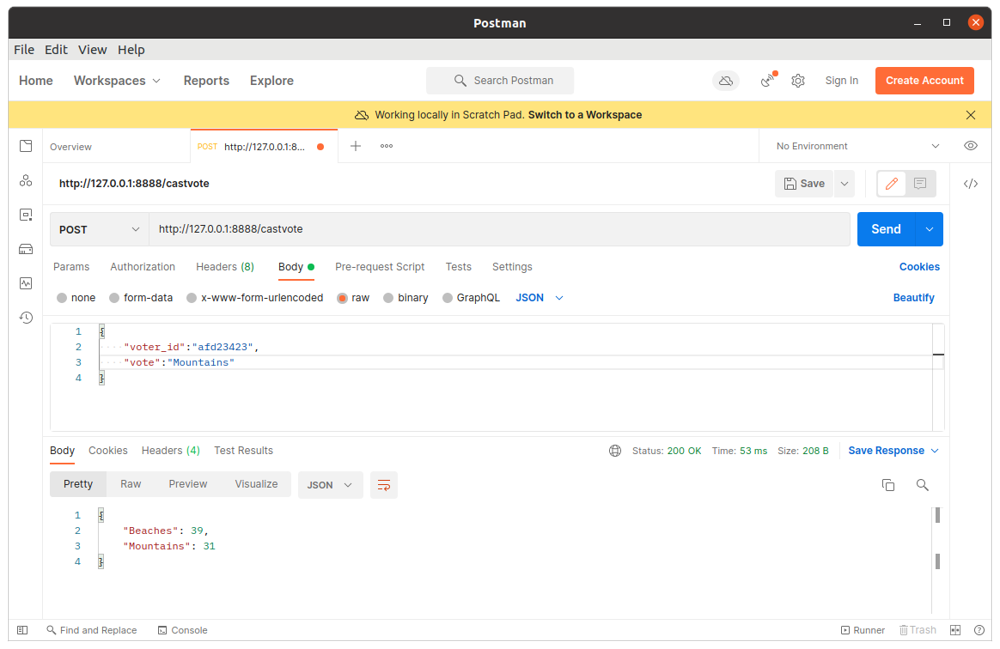 Postman
File Edit View Help
Home Workspaces Reports Explore Search Postman Sign In Create Account
Working locally in Scratch Pad. Switch to a Workspace
Overview POST http://127.0.0.1:8... No Environment
http://127.0.0.1:8888/castvote Save
POST http://127.0.0.1:8888/castvote Send
Params Authorization Headers (8) Body Pre-request Script Tests Settings Cookies
none form-data x-www-form-urlencoded raw binary GraphQL JSON Beautify
1 {
2 "voter_id":"afd23423",
3 "vote":"Mountains"
4 }
Body Cookies Headers (4) Test Results Status: 200 OK Time: 53 ms Size: 208 B Save Response
Pretty Raw Preview Visualize JSON
1 {
2 "Beaches": 39,
3 "Mountains": 31
4 }
Find and Replace Console Runner Trash